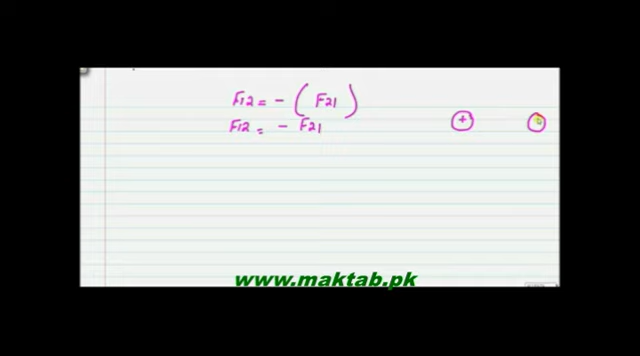 F12 = - ( F21 )
F12 = - F21
+
www.maktab.pk